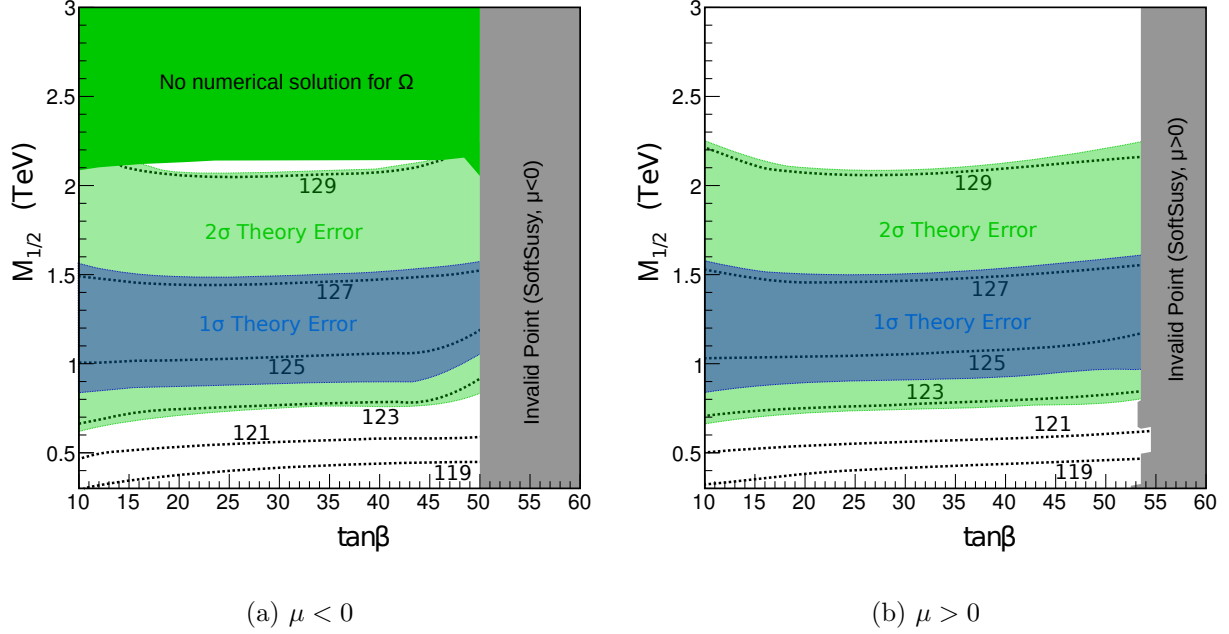 3
2.5
2
1.5
1
0.5
M1/2 (TeV)
No numerical solution for Ω
129
2σ Theory Error
127
1σ Theory Error
125
123
121
119
Invalid Point (SoftSusy, μ<0)
10 15 20 25 30 35 40 45 50 55 60
tanβ
(a) μ < 0
3
2.5
2
1.5
1
0.5
M1/2 (TeV)
129
2σ Theory Error
127
1σ Theory Error
125
123
121
119
Invalid Point (SoftSusy, μ>0)
10 15 20 25 30 35 40 45 50 55 60
tanβ
(b) μ > 0